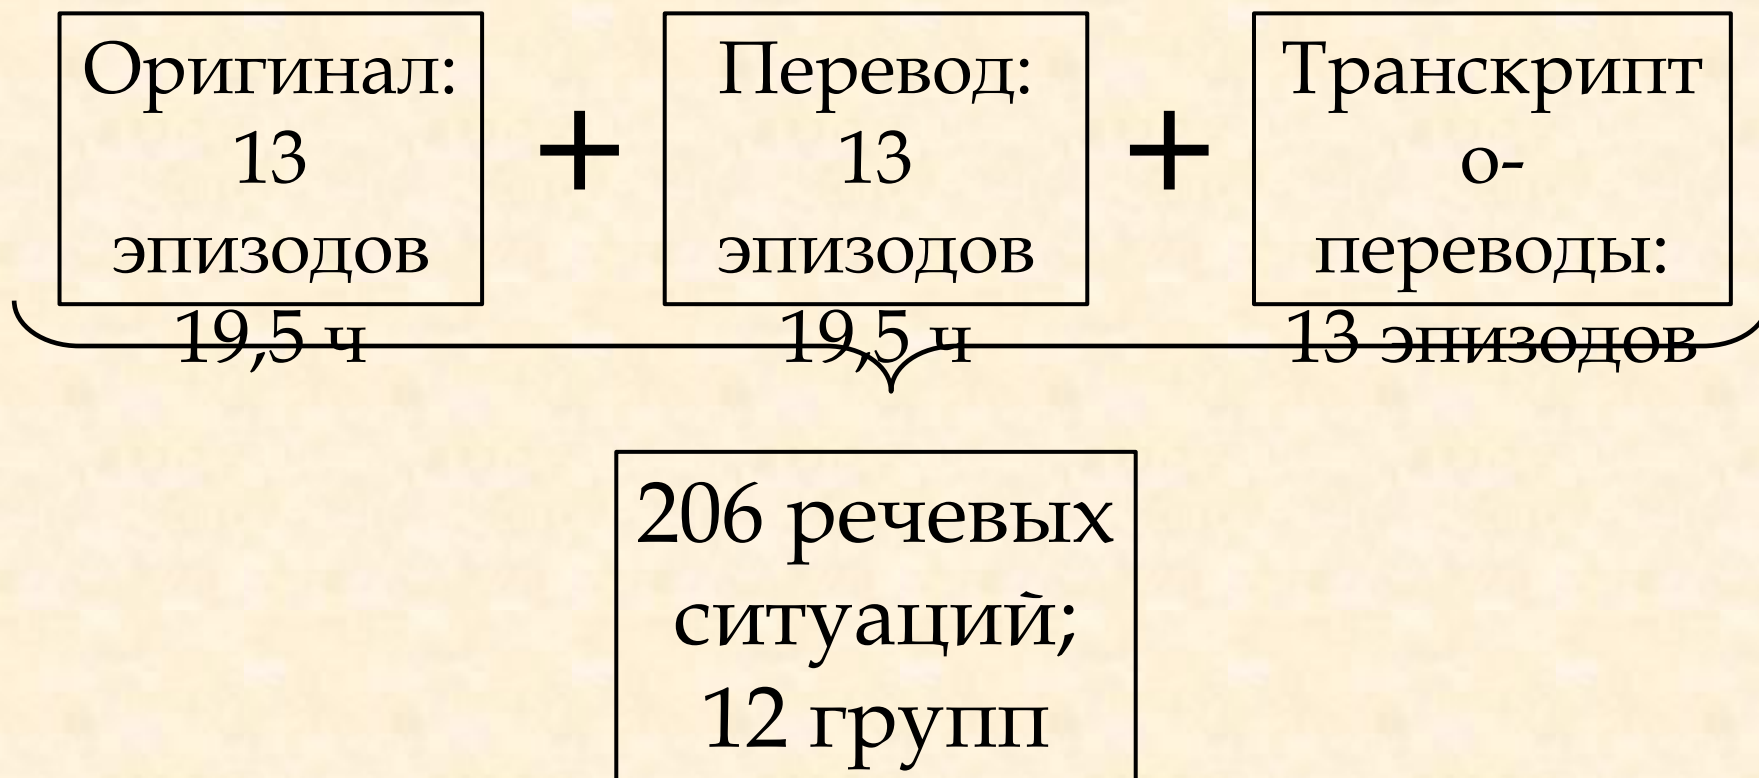 Оригинал:
13
эпизодов
19,5 ч
+
Перевод:
13
эпизодов
19,5 ч
+
Транскрипт
о-
переводы:
13 эпизодов
206 речевых
ситуаций;
12 групп